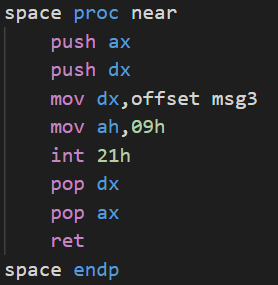 space proc near
    push ax
    push dx
    mov dx,offset msg3
    mov ah,09h
    int 21h
    pop dx
    pop ax
    ret
space endp